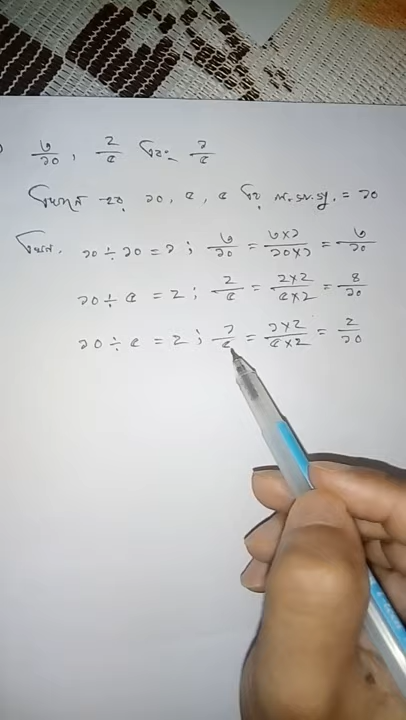 ৬/১০, ২/৫ এবং ১/৫
হর ১০, ৫, ৫ এর ল.সা.গু. = ১০
১০ ÷ ১০ = ১ ; ৬/১০ = ৬×১/১০×১ = ৬/১০
১০ ÷ ৫ = ২ ; ২/৫ = ২×২/৫×২ = ৪/১০
১০ ÷ ৫ = ২ ; ১/৫ = ১×২/৫×২ = ২/১০